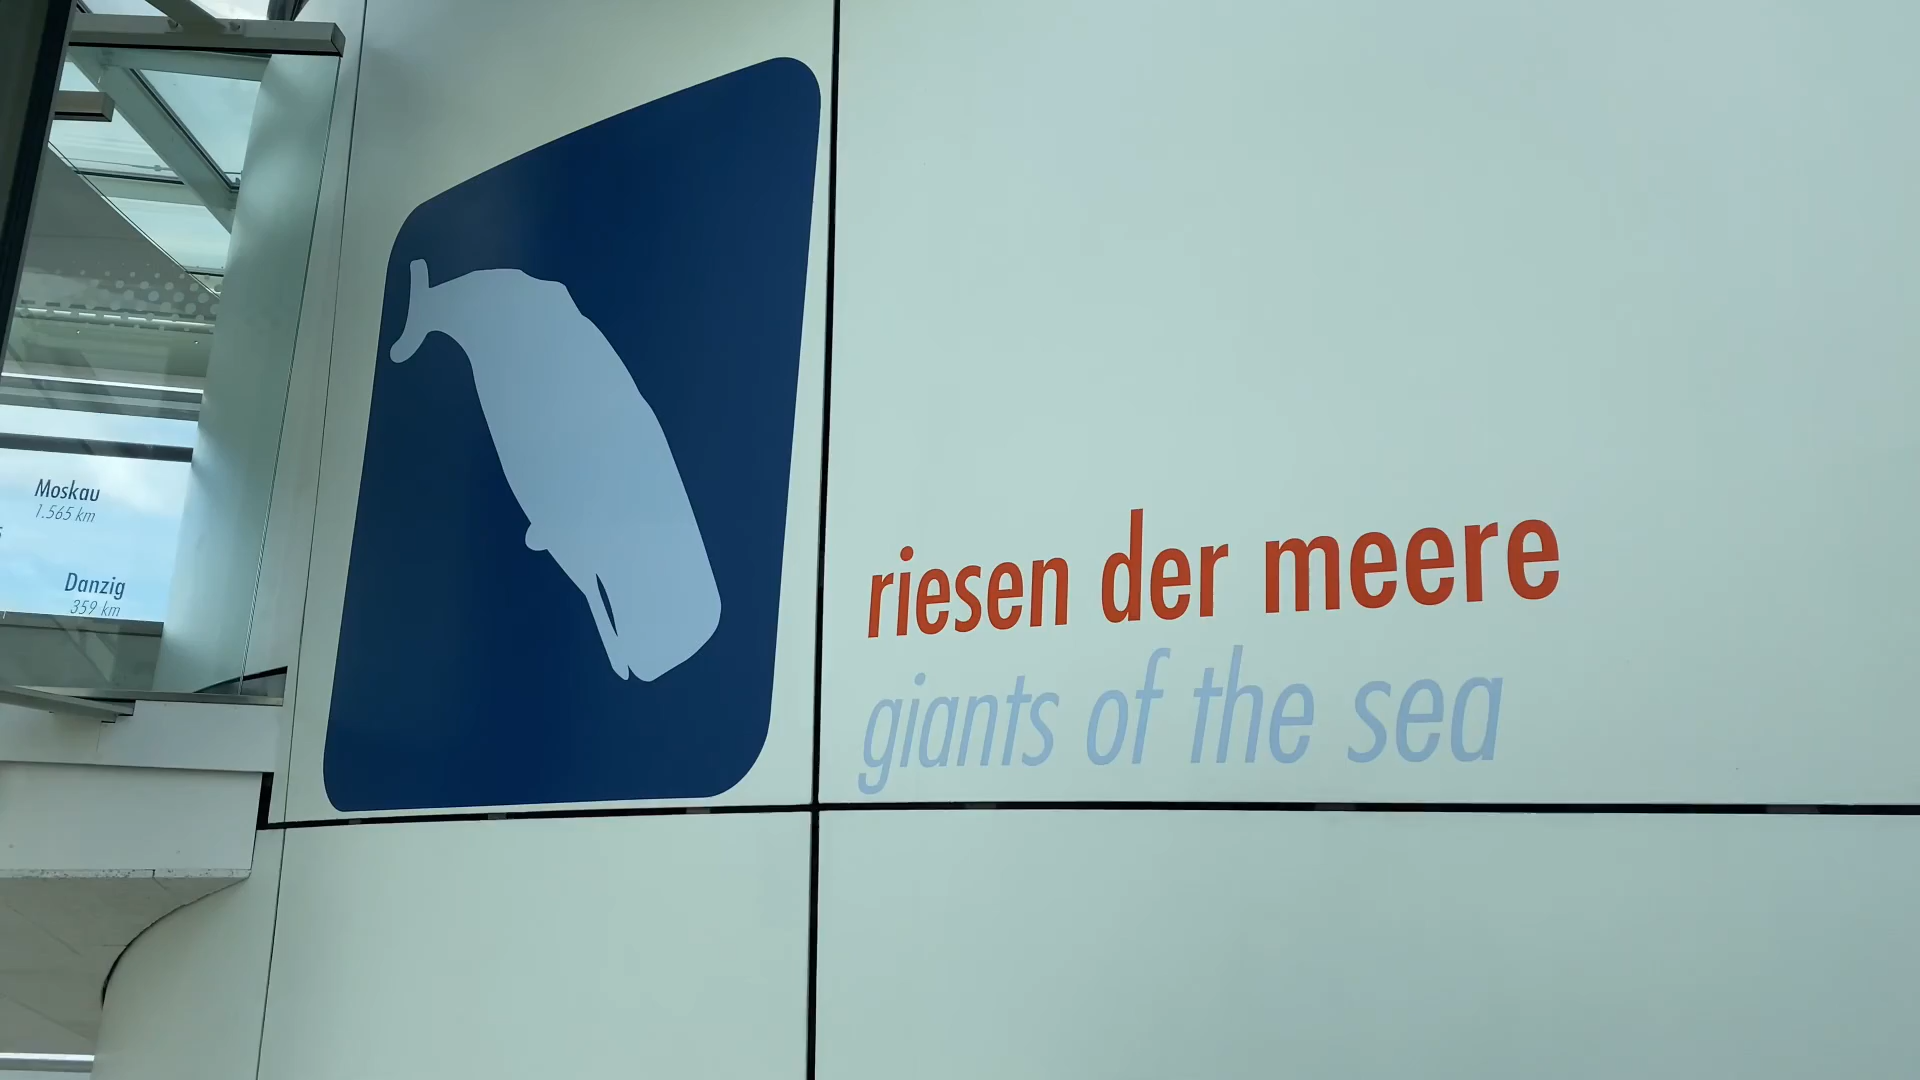 Moskau
1.565 km
Danzig
359 km
riesen der meere
giants of the sea